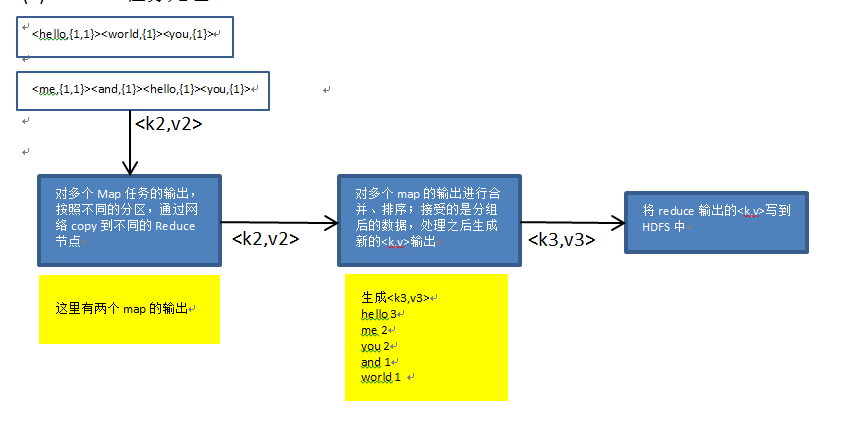 <hello,{1,1}><world,{1}><you,{1}>
<me,{1,1}><and,{1}><hello,{1}><you,{1}>
<k2,v2>
对多个 Map 任务的输出，
按照不同的分区，通过网
络 copy 到不同的 Reduce
节点
<k2,v2>
对多个 map 的输出进行合
并、排序；接受的是分组
后的数据，处理之后生成
新的<k,v>输出
<k3,v3>
将 reduce 输出的<k,v>写到
HDFS 中
这里有两个 map 的输出
生成<k3,v3>
hello 3
me 2
you 2
and 1
world 1